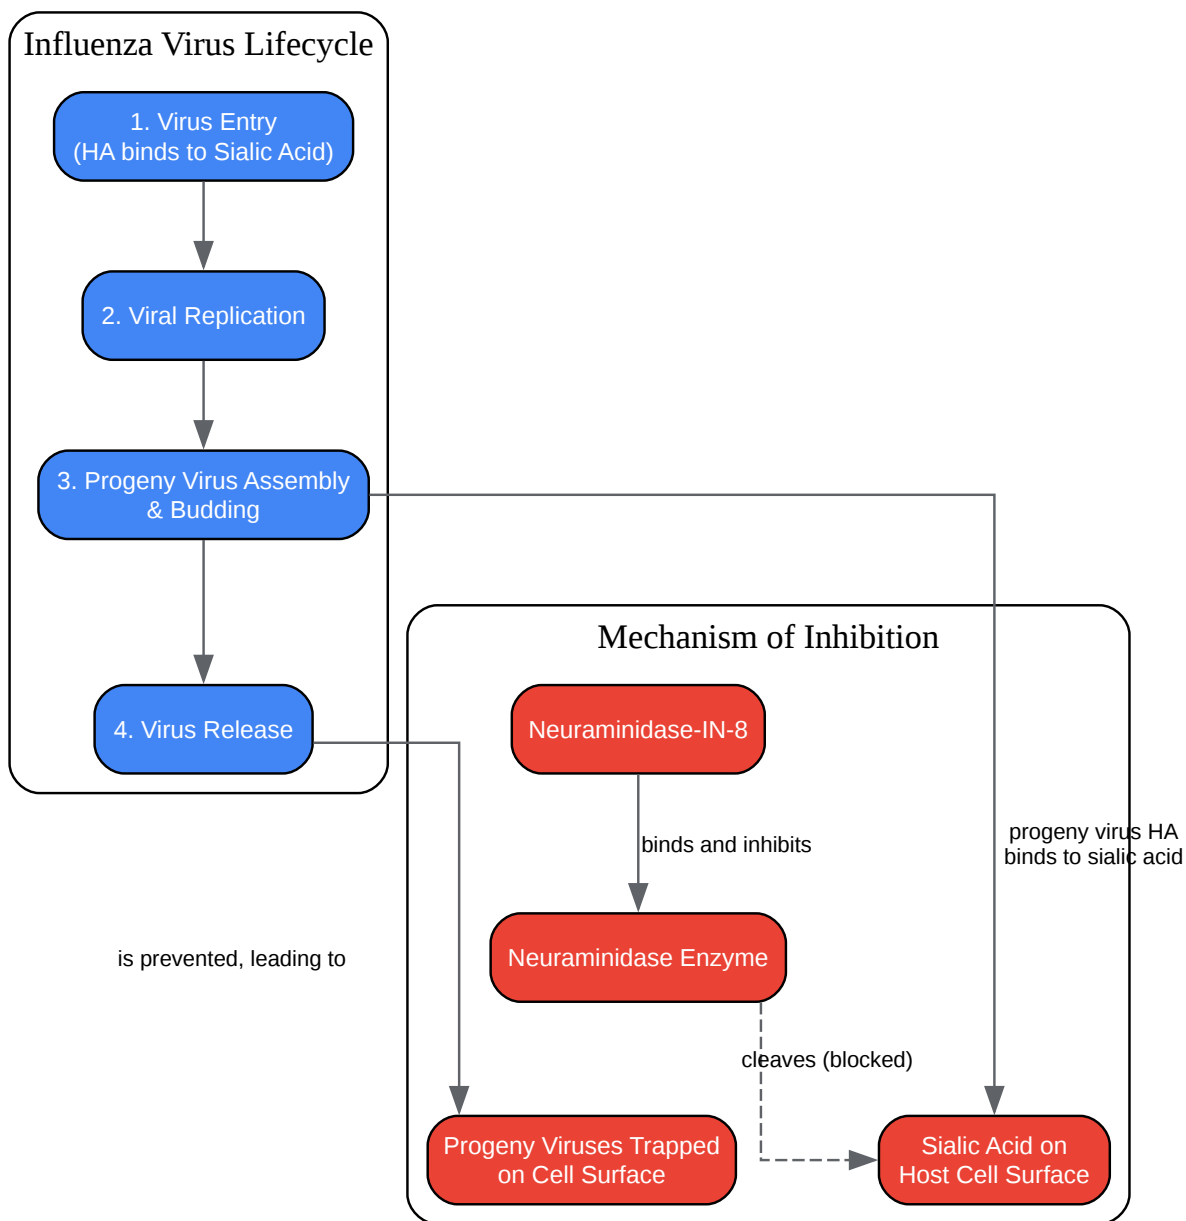 Influenza Virus Lifecycle
1. Virus Entry
(HA binds to Sialic Acid)
2. Viral Replication
3. Progeny Virus Assembly
& Budding
4. Virus Release
Mechanism of Inhibition
Neuraminidase-IN-8
binds and inhibits
progeny virus HA
binds to sialic acid
Neuraminidase Enzyme
is prevented, leading to
cleaves (blocked)
Progeny Viruses Trapped
on Cell Surface
Sialic Acid on
Host Cell Surface